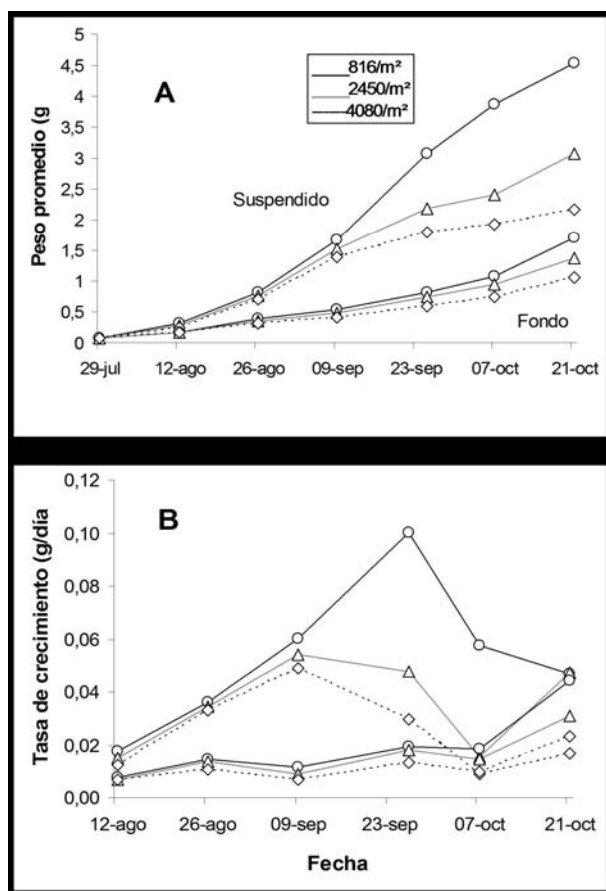 5
4,5
4
3,5
3
2,5
2
1,5
1
0,5
0
Peso promedio (g
A
816/m²
2450/m²
4080/m²
Suspendido
Fondo
29-jul 12-ago 26-ago 09-sep 23-sep 07-oct 21-oct
0,12
0,10
0,08
0,06
0,04
0,02
0,00
Tasa de crecimiento (g/día
B
12-ago 26-ago 09-sep 23-sep 07-oct 21-oct
Fecha